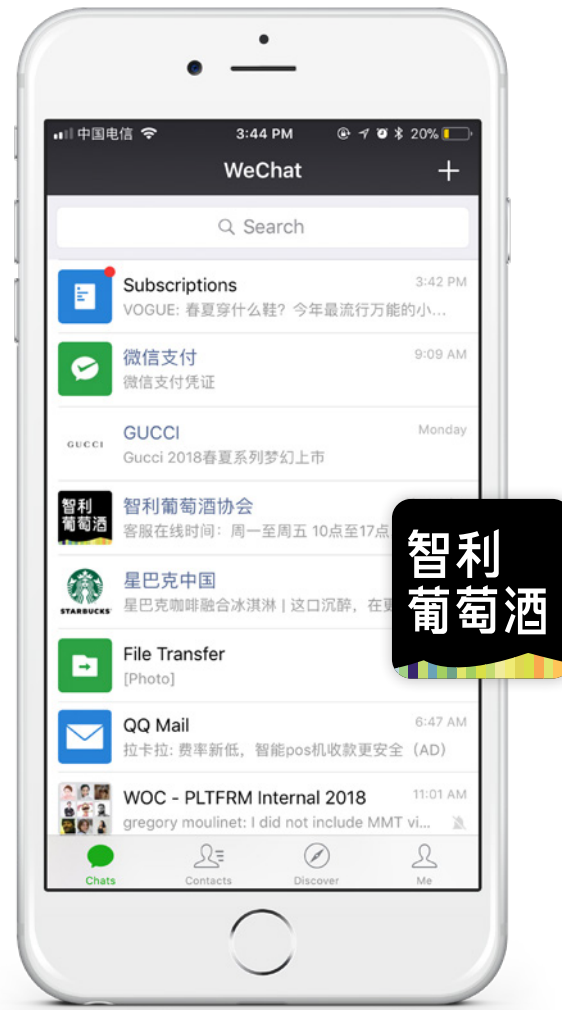 中国电信
3:44 PM
20%
WeChat
Search
Subscriptions
3:42 PM
VOGUE: 春夏穿什么鞋？今年最流行万能的小...
微信支付
9:09 AM
微信支付凭证
GUCCI
GUCCI
Monday
Gucci 2018春夏系列梦幻上市
智利
葡萄酒
智利葡萄酒协会
客服在线时间：周一至周五 10点至17点
智利
葡萄酒
STARBUCKS
星巴克中国
星巴克咖啡融合冰淇淋 | 这口沉醉，在更
File Transfer
[Photo]
QQ Mail
6:47 AM
拉卡拉: 费率新低，智能pos机收款更安全（AD）
WOC - PLTFRM Internal 2018
11:01 AM
gregory moulinet: I did not include MMT vi...
Chats
Contacts
Discover
Me